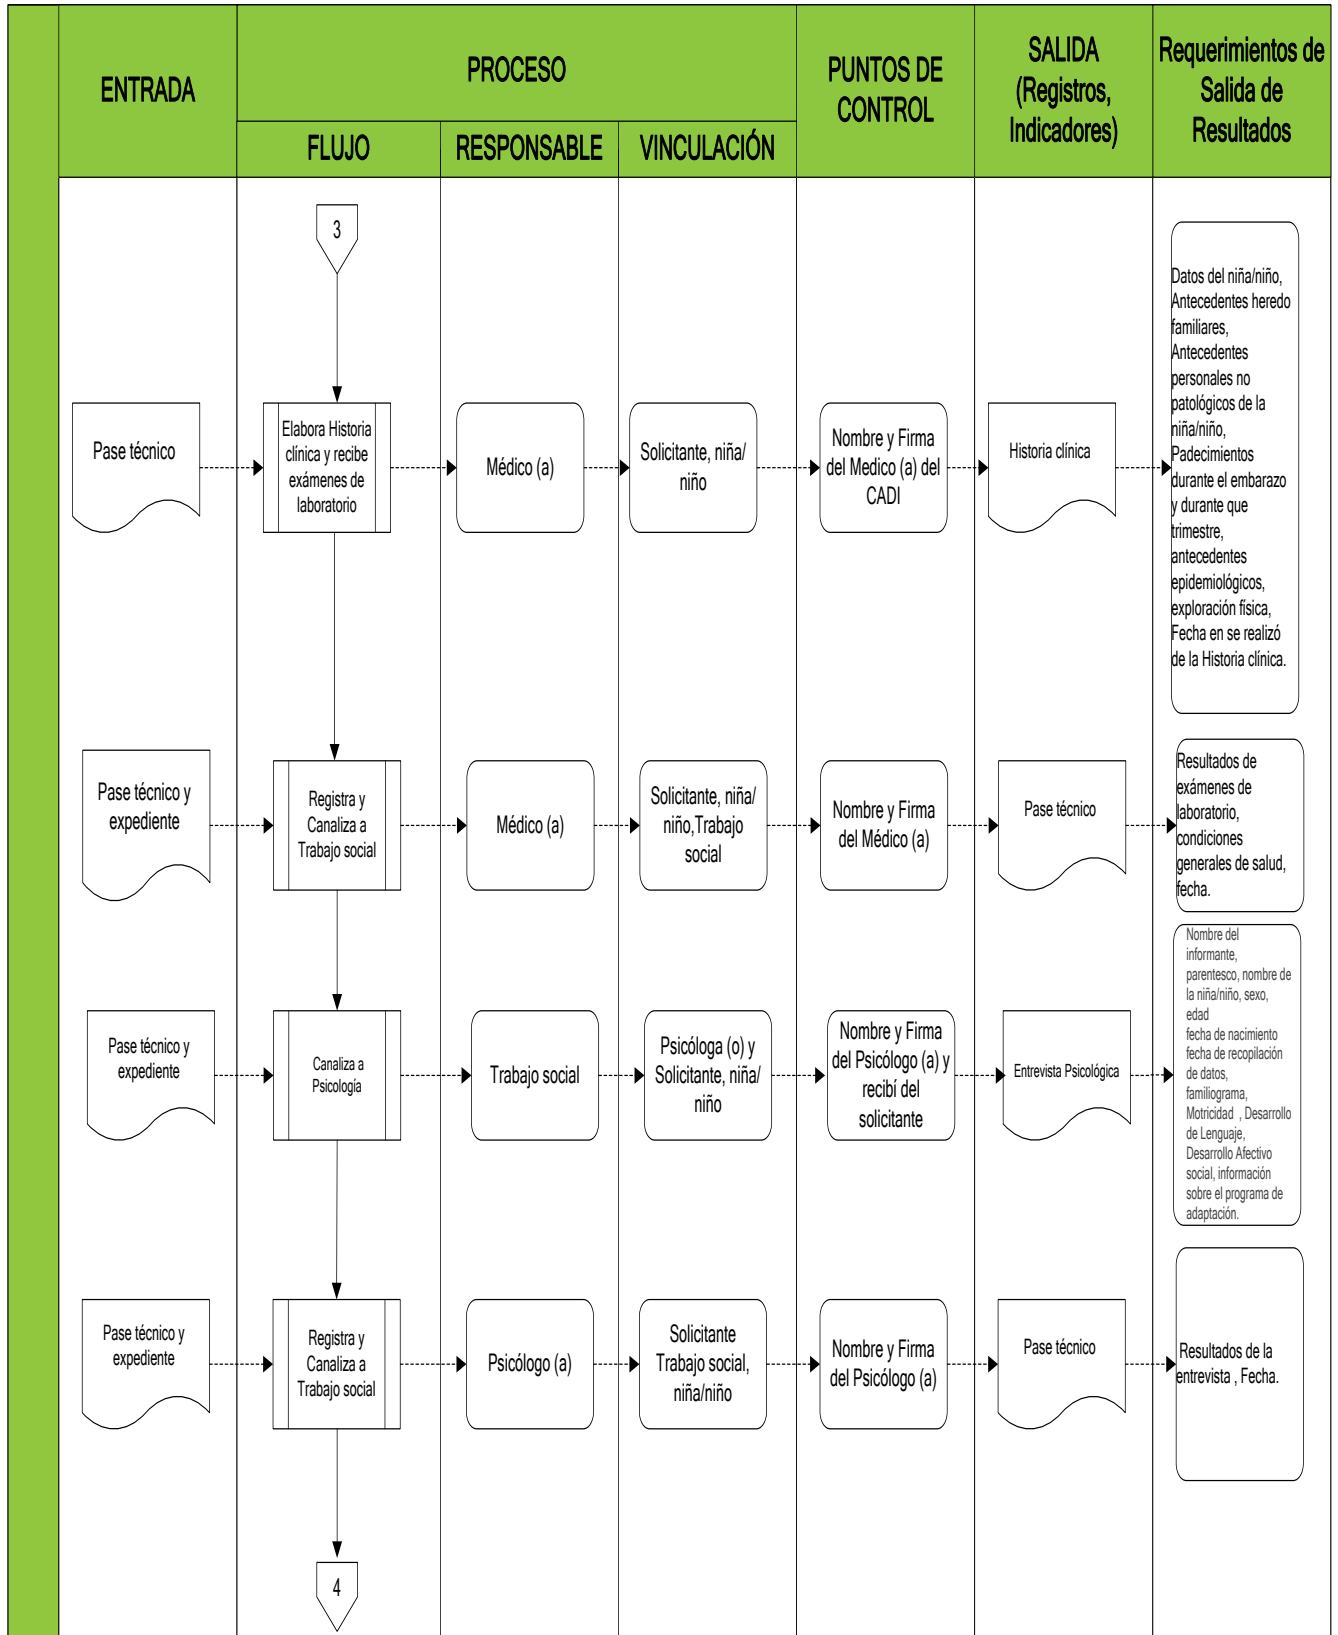 ENTRADA
PROCESO
FLUJO
RESPONSABLE
VINCULACIÓN
PUNTOS DE
CONTROL
SALIDA
(Registros,
Indicadores)
Requerimientos de
Salida de
Resultados
3
Pase técnico
Elabora Historia
clínica y recibe
exámenes de
laboratorio
Médico (a)
Solicitante, niña/
niño
Nombre y Firma
del Medico (a) del
CADI
Historia clínica
Datos del niña/niño,
Antecedentes heredo
familiares,
Antecedentes
personales no
patológicos de la
niña/niño,
Padecimientos
durante el embarazo
y durante que
trimestre,
antecedentes
epidemiológicos,
exploración física,
Fecha en se realizó
de la Historia clínica.
Pase técnico y
expediente
Registra y
Canaliza a
Trabajo social
Médico (a)
Solicitante, niña/
niño,Trabajo
social
Nombre y Firma
del Médico (a)
Pase técnico
Resultados de
exámenes de
laboratorio,
condiciones
generales de salud,
fecha.
Pase técnico y
expediente
Canaliza a
Psicología
Trabajo social
Psicóloga (o) y
Solicitante, niña/
niño
Nombre y Firma
del Psicólogo (a) y
recibí del
solicitante
Entrevista Psicológica
Nombre del
informante,
parentesco, nombre de
la niña/niño, sexo,
edad
fecha de nacimiento
fecha de recopilación
de datos,
familiograma,
Motricidad , Desarrollo
de Lenguaje,
Desarrollo Afectivo
social, información
sobre el programa de
adaptación.
Pase técnico y
expediente
Registra y
Canaliza a
Trabajo social
Psicólogo (a)
Solicitante
Trabajo social,
niña/niño
Nombre y Firma
del Psicólogo (a)
Pase técnico
Resultados de la
entrevista , Fecha.
4